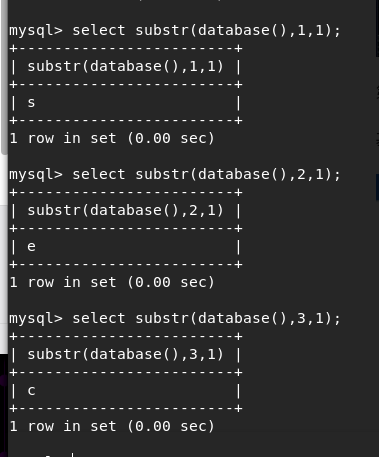 mysql> select substr(database(),1,1);
+------------------------+
| substr(database(),1,1) |
+------------------------+
| s                      |
+------------------------+
1 row in set (0.00 sec)
mysql> select substr(database(),2,1);
+------------------------+
| substr(database(),2,1) |
+------------------------+
| e                      |
+------------------------+
1 row in set (0.00 sec)
mysql> select substr(database(),3,1);
+------------------------+
| substr(database(),3,1) |
+------------------------+
| c                      |
+------------------------+
1 row in set (0.00 sec)